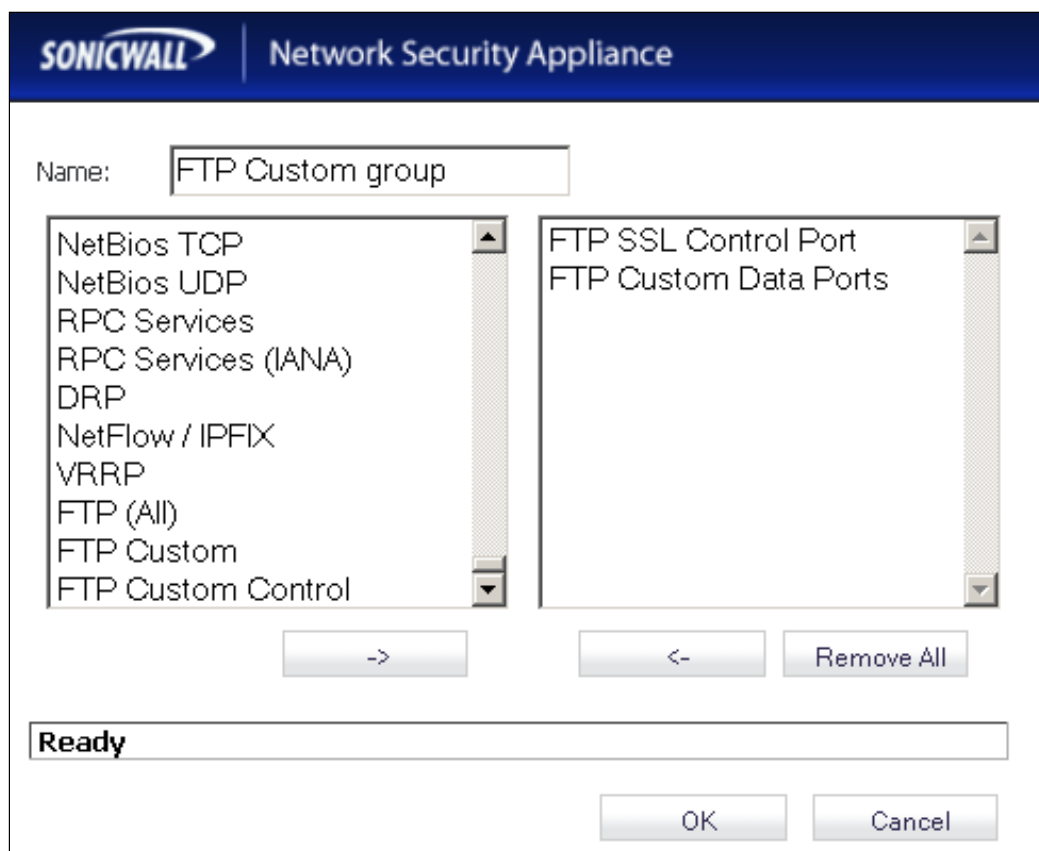 SONICWALL Network Security Appliance
Name: FTP Custom group
NetBios TCP
NetBios UDP
RPC Services
RPC Services (IANA)
DRP
NetFlow / IPFIX
VRRP
FTP (All)
FTP Custom
FTP Custom Control
FTP SSL Control Port
FTP Custom Data Ports
->
<-
Remove All
Ready
OK
Cancel